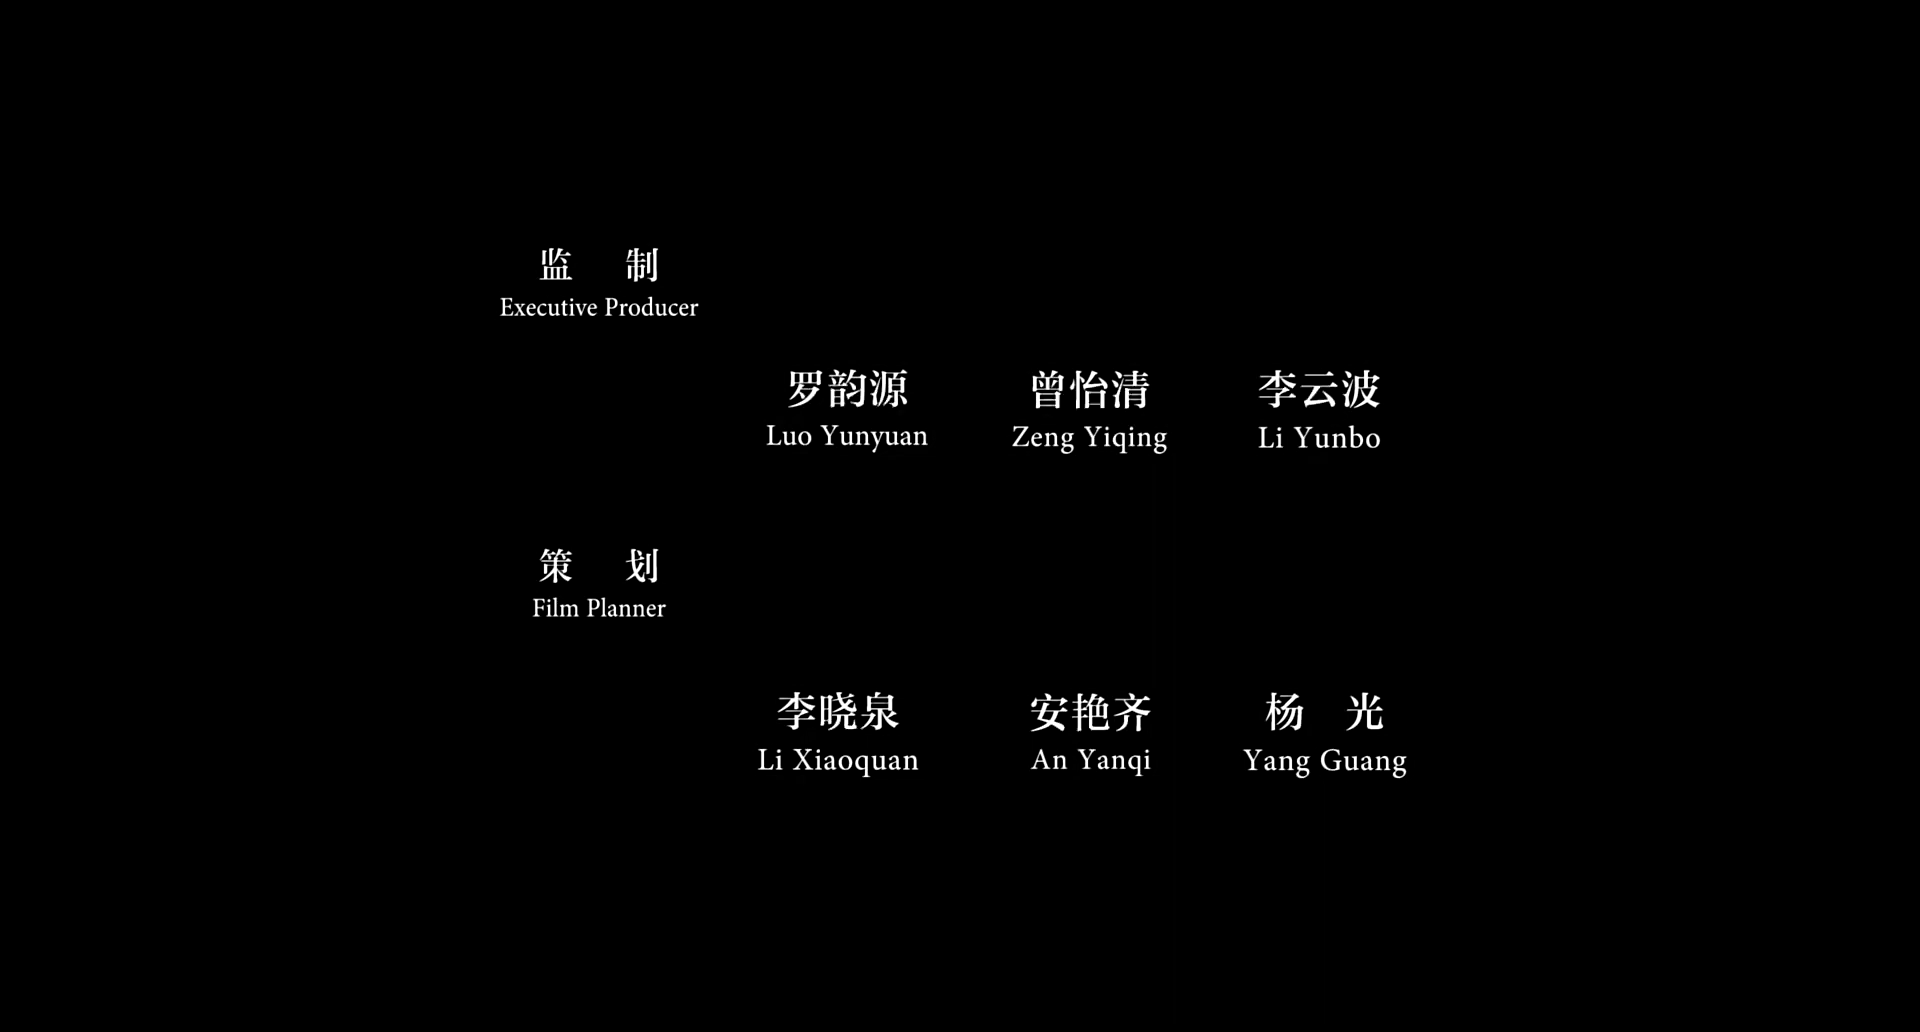 监 制
Executive Producer
罗韵源 曾怡清 李云波
Luo Yunyuan Zeng Yiqing Li Yunbo
策 划
Film Planner
李晓泉 安艳齐 杨 光
Li Xiaoquan An Yanqi Yang Guang